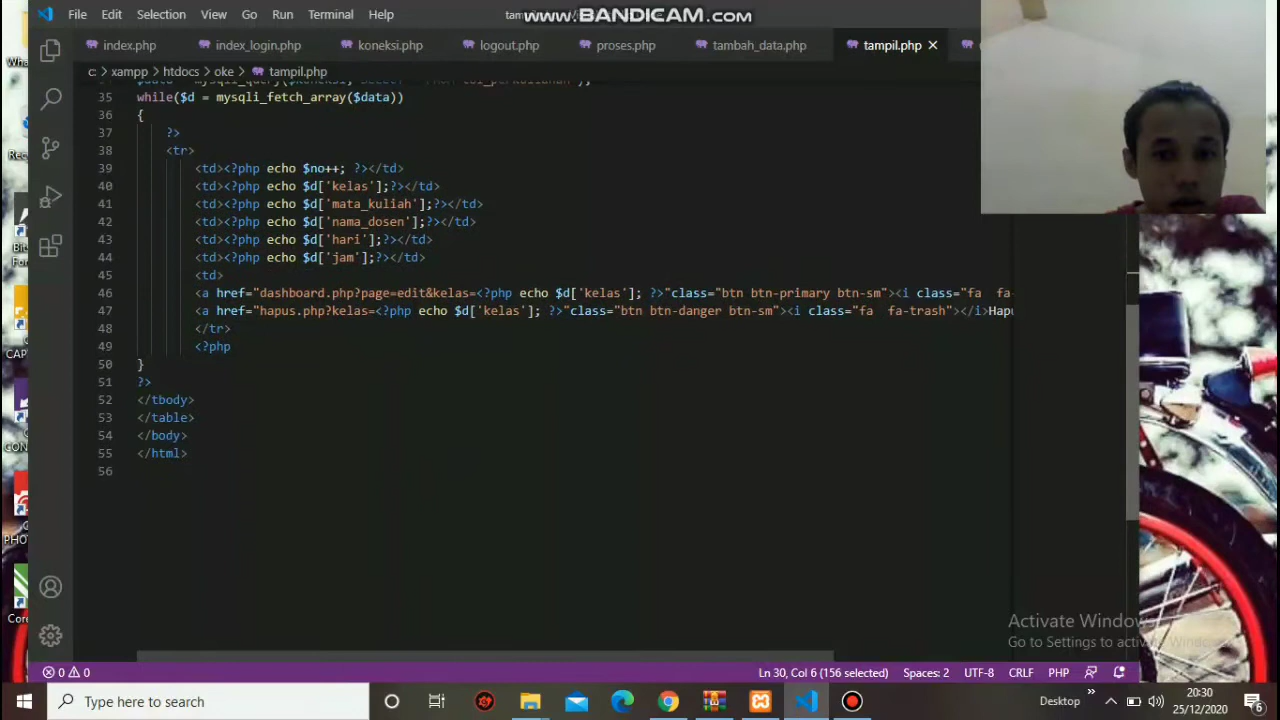 File Edit Selection View Go Run Terminal Help
www.BANDICAM.com
index.php index_login.php koneksi.php logout.php proses.php tambah_data.php tampil.php
C > xampp > htdocs > oke > tampil.php
35 while($d = mysqli_fetch_array($data))
36 {
37 ?>
38 <tr>
39 <td><?php echo $no++; ?></td>
40 <td><?php echo $d['kelas'];?></td>
41 <td><?php echo $d['mata_kuliah'];?></td>
42 <td><?php echo $d['nama_dosen'];?></td>
43 <td><?php echo $d['hari'];?></td>
44 <td><?php echo $d['jam'];?></td>
45 <td>
46 <a href="dashboard.php?page=edit&kelas=<?php echo $d['kelas']; ?>"class="btn btn-primary btn-sm"><i class="fa fa-
47 <a href="hapus.php?kelas=<?php echo $d['kelas']; ?>"class="btn btn-danger btn-sm"><i class="fa fa-trash"></i>Hapu
48 </tr>
49 <?php
50 }
51 ?>
52 </tbody>
53 </table>
54 </body>
55 </html>
56
Activate Windows
Go to Settings to activate Windows.
0 0 Ln 30, Col 6 (156 selected) Spaces: 2 UTF-8 CRLF PHP
Type here to search
Desktop
20:30
25/12/2020
6